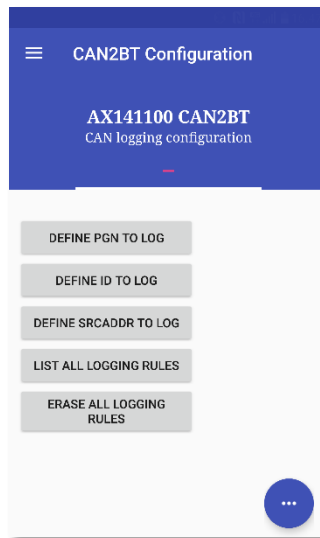 CAN2BT Configuration
AX141100 CAN2BT
CAN logging configuration
DEFINE PGN TO LOG
DEFINE ID TO LOG
DEFINE SRCADDR TO LOG
LIST ALL LOGGING RULES
ERASE ALL LOGGING
RULES